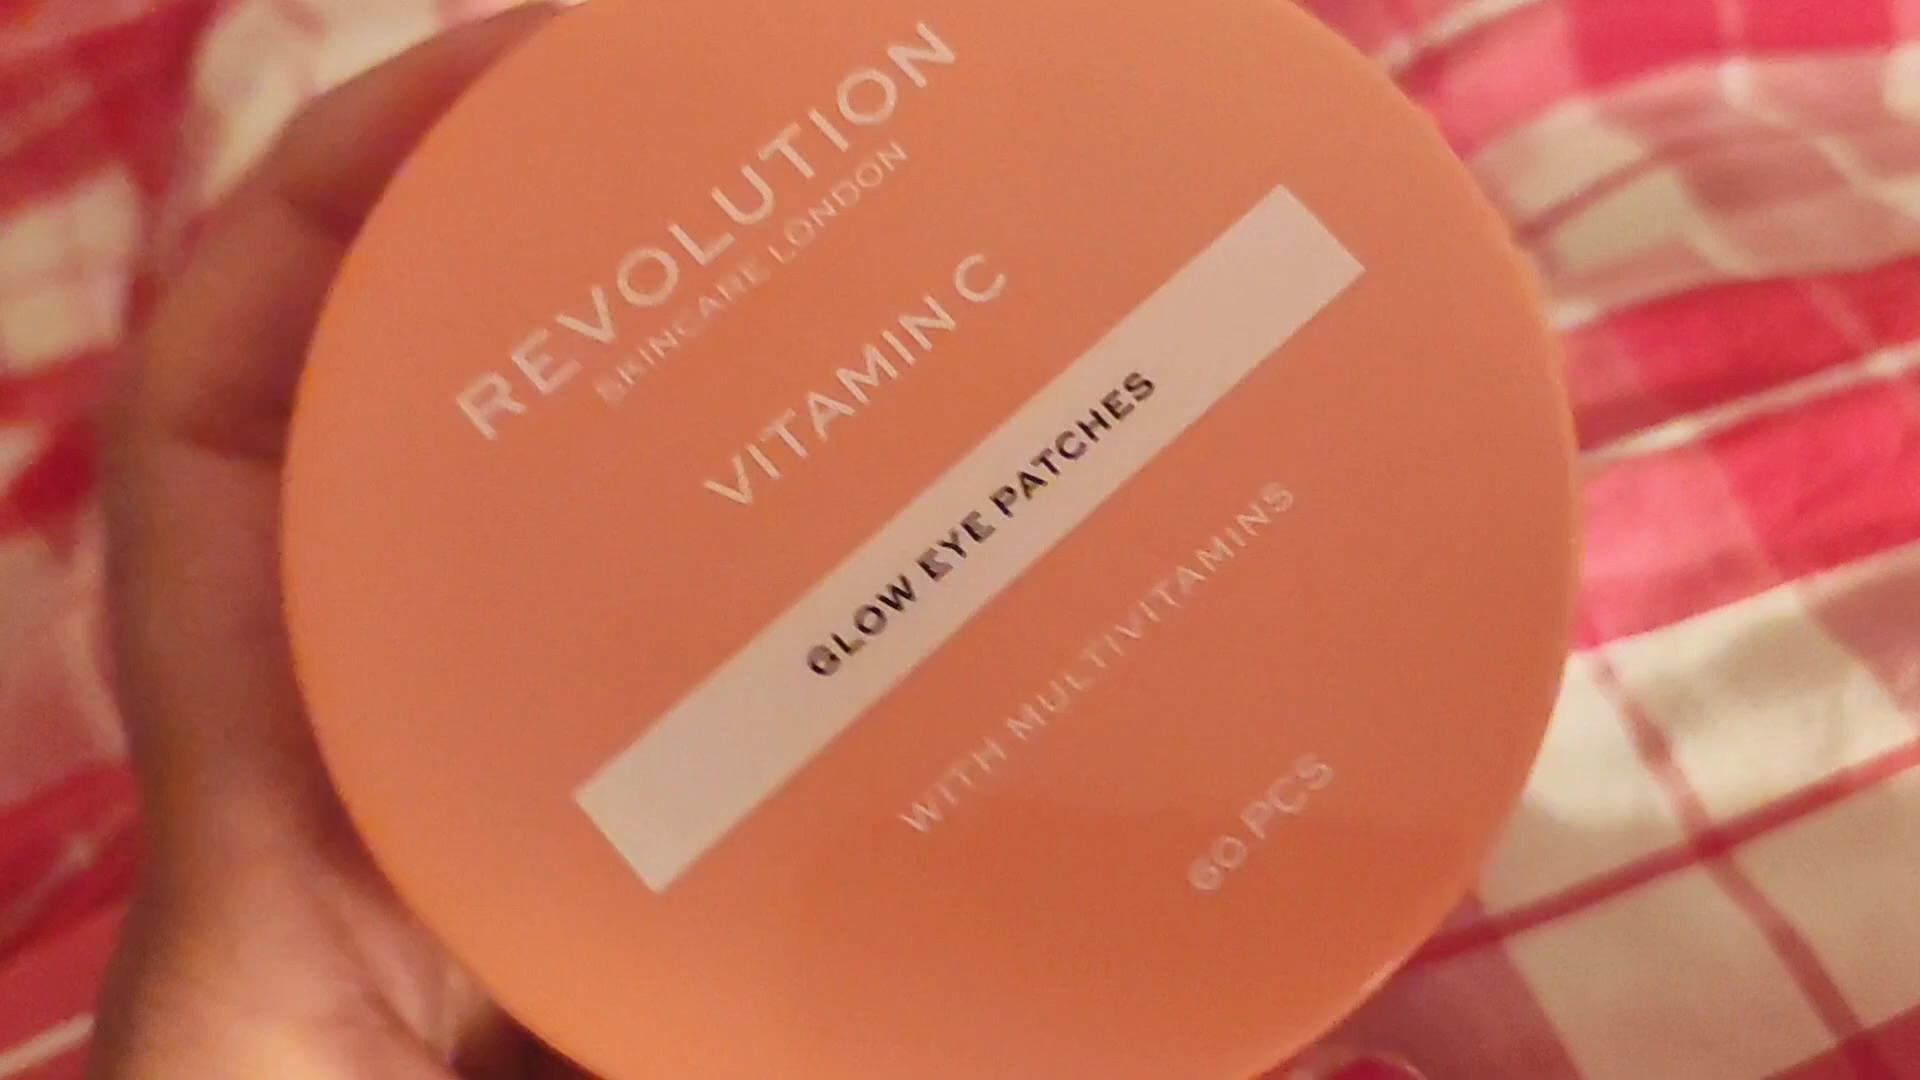 REVOLUTION
SKINCARE LONDON
VITAMIN C
GLOW EYE PATCHES
WITH MULTIVITAMINS
60 PCS